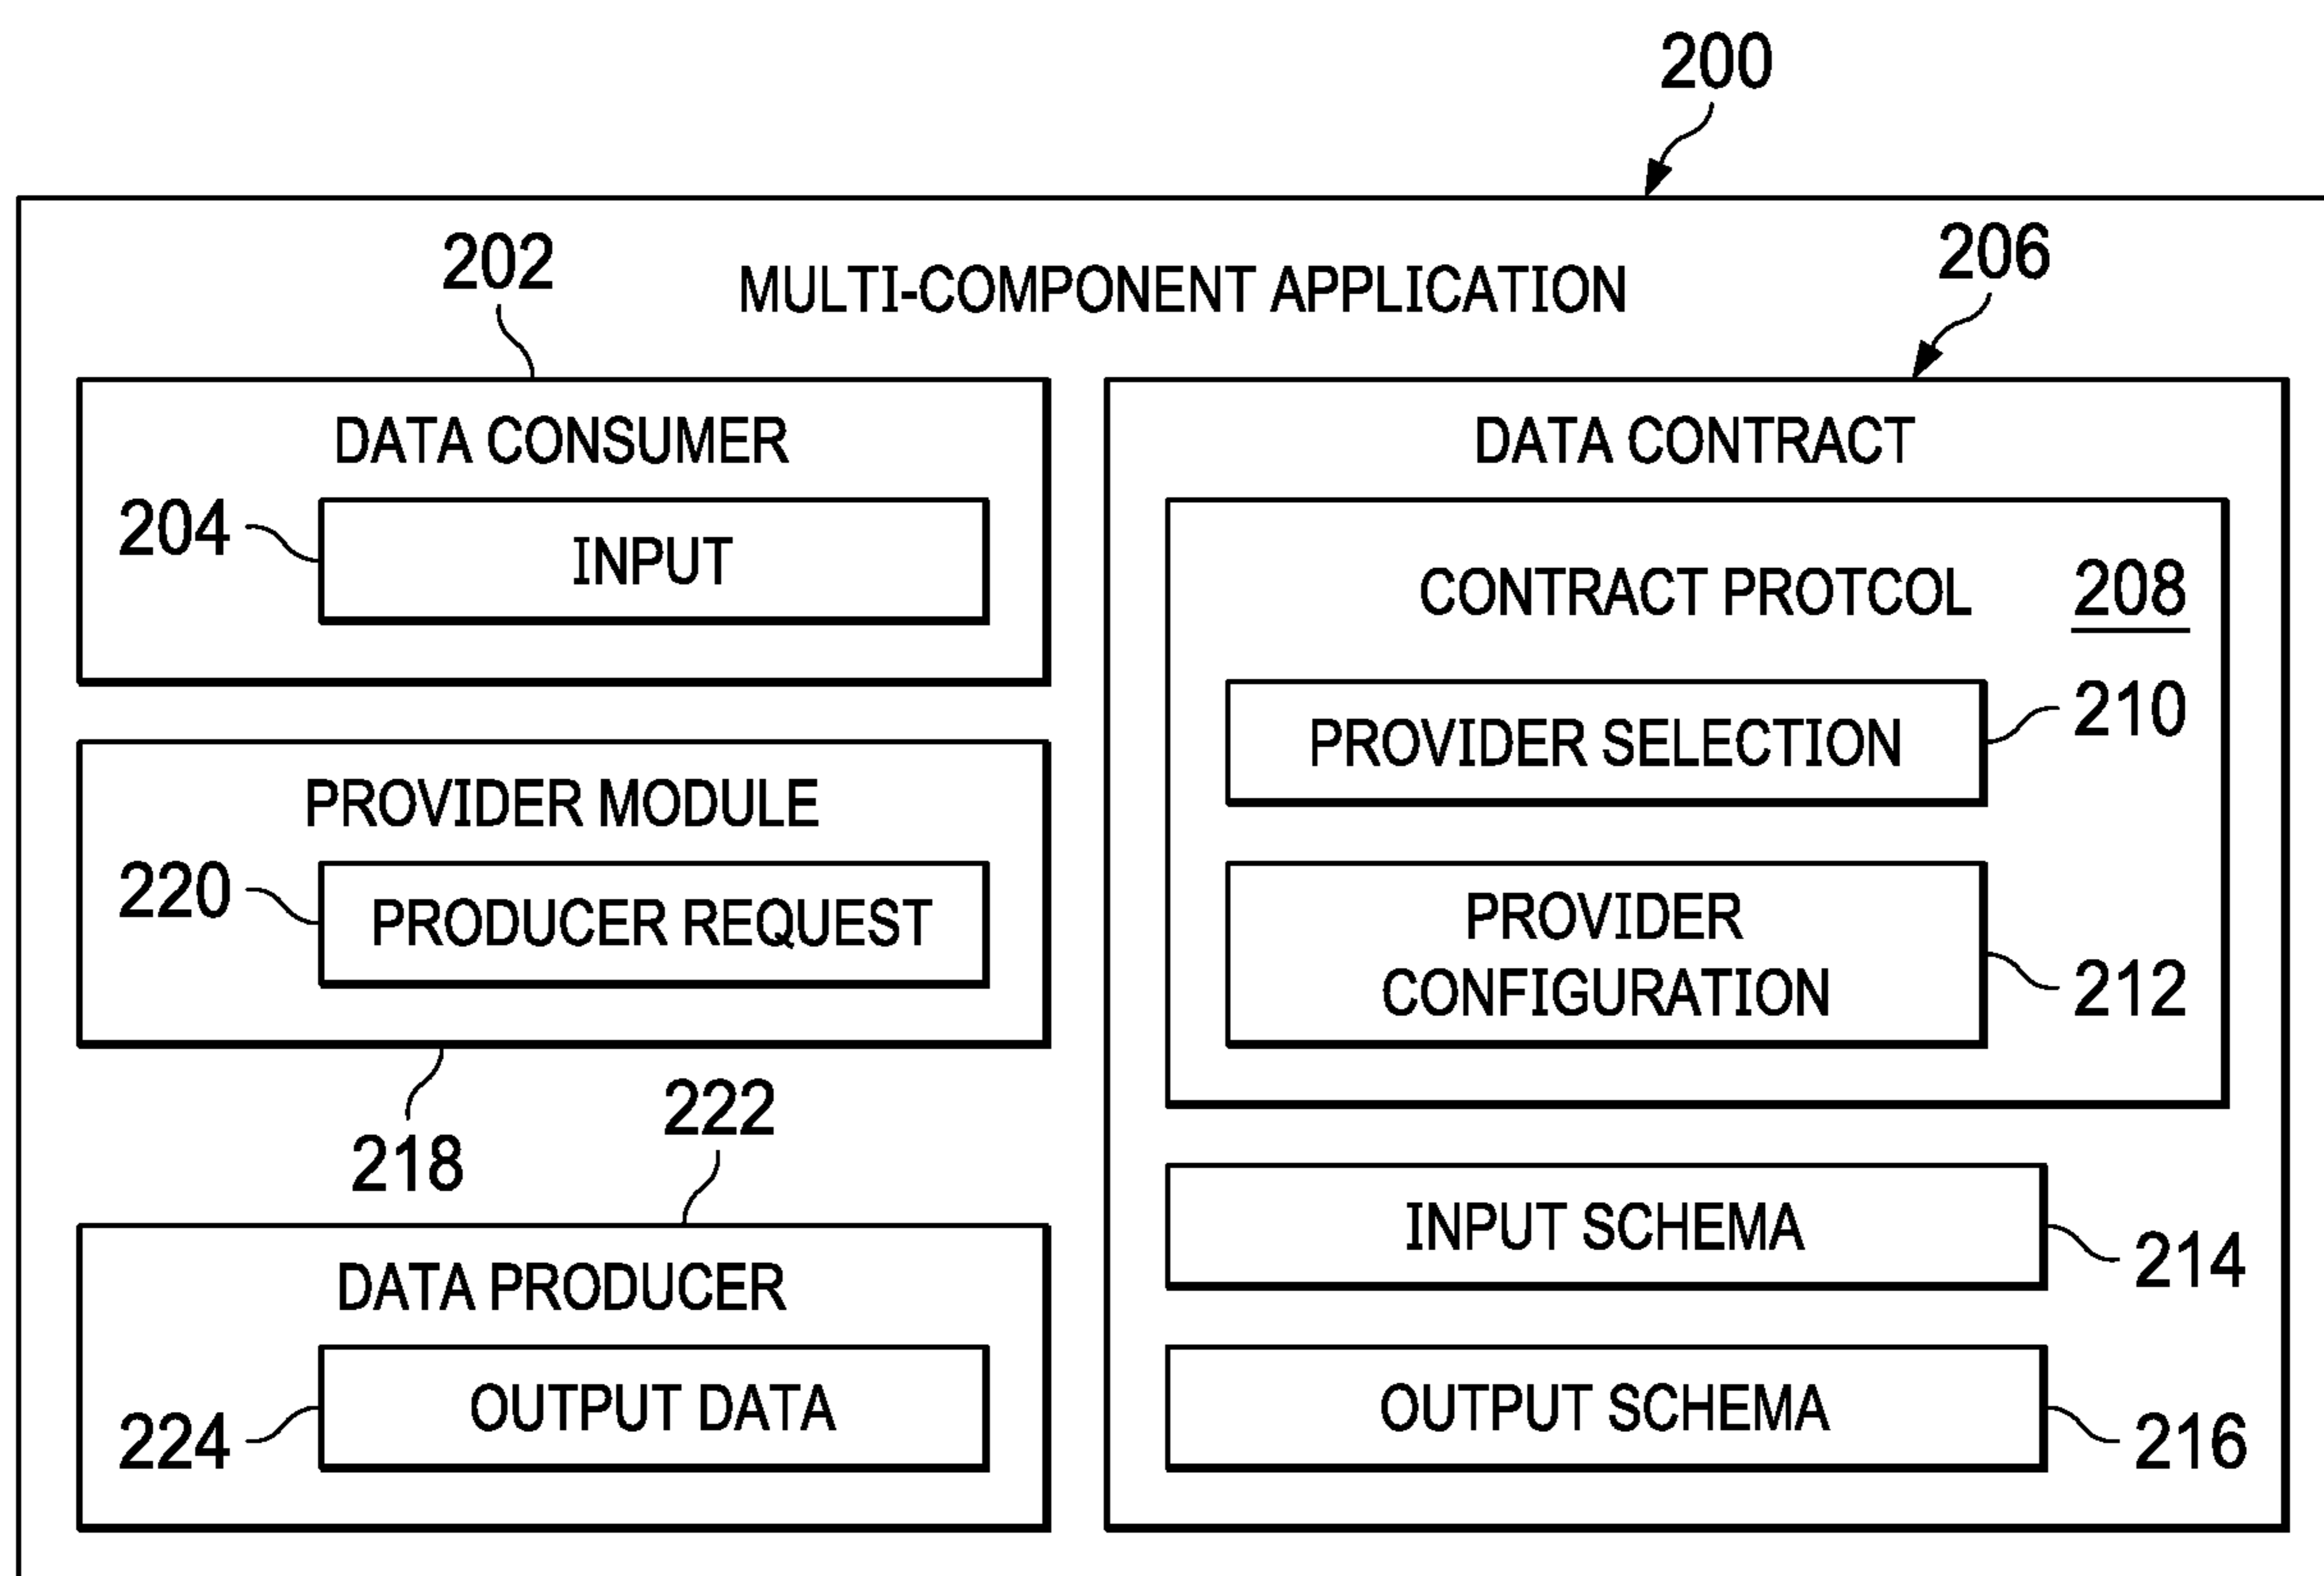 200
MULTI-COMPONENT APPLICATION
202
DATA CONSUMER
204
INPUT
PROVIDER MODULE
220
PRODUCER REQUEST
218
222
DATA PRODUCER
224
OUTPUT DATA
206
DATA CONTRACT
CONTRACT PROTCOL 208
PROVIDER SELECTION
210
PROVIDER
CONFIGURATION
212
INPUT SCHEMA
214
OUTPUT SCHEMA
216